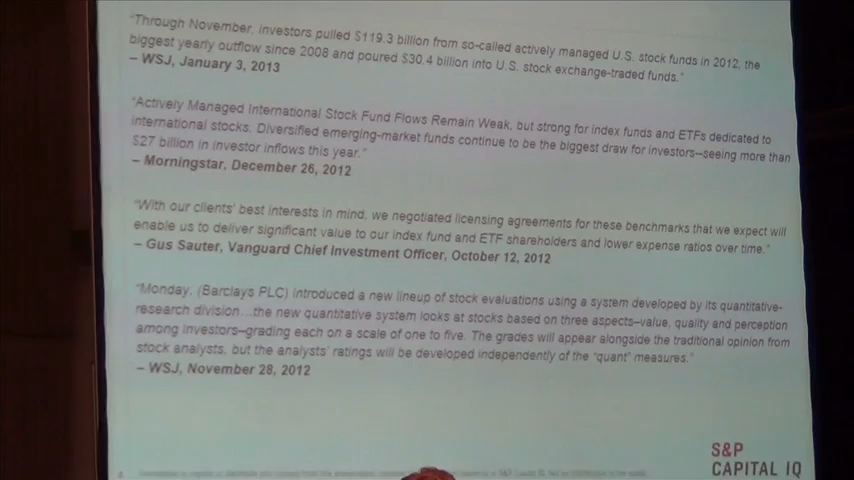 "Through November, investors pulled $119.3 billion from so-called actively managed U.S. stock funds in 2012, the
biggest yearly outflow since 2008 and poured $30.4 billion into U.S. stock exchange-traded funds."
– WSJ, January 3, 2013
"Actively Managed International Stock Fund Flows Remain Weak, but strong for index funds and ETFs dedicated to
international stocks. Diversified emerging-market funds continue to be the biggest draw for investors--seeing more than
$27 billion in investor inflows this year."
– Morningstar, December 26, 2012
"With our clients' best interests in mind, we negotiated licensing agreements for these benchmarks that we expect will
enable us to deliver significant value to our index fund and ETF shareholders and lower expense ratios over time."
– Gus Sauter, Vanguard Chief Investment Officer, October 12, 2012
"Monday, (Barclays PLC) introduced a new lineup of stock evaluations using a system developed by its quantitative-
research division…the new quantitative system looks at stocks based on three aspects–value, quality and perception
among investors–grading each on a scale of one to five. The grades will appear alongside the traditional opinion from
stock analysts, but the analysts' ratings will be developed independently of the "quant" measures."
– WSJ, November 28, 2012
S&P
CAPITAL IQ